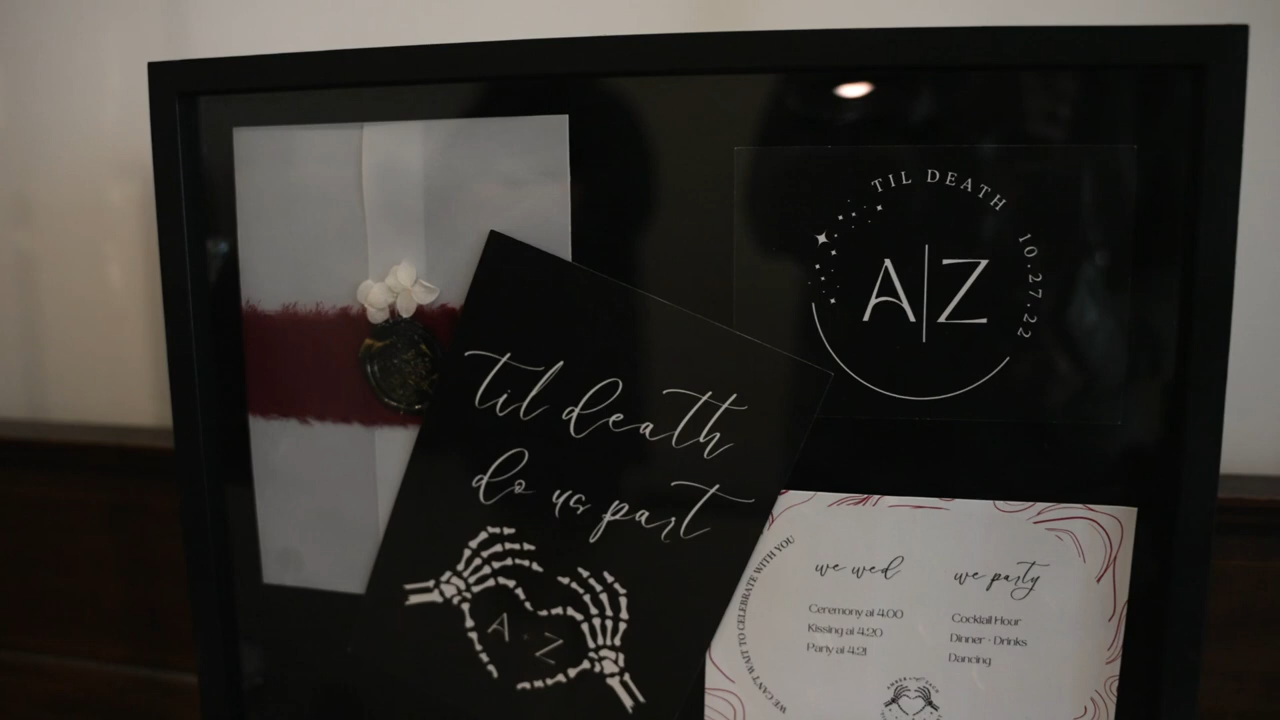 TIL DEATH
10.27.22
A|Z
til death
do us part
A · Z
WE CAN'T WAIT TO CELEBRATE WITH YOU
we wed
Ceremony at 4.00
Kissing at 4:20
Party at 4:21
we party
Cocktail Hour
Dinner · Drinks
Dancing